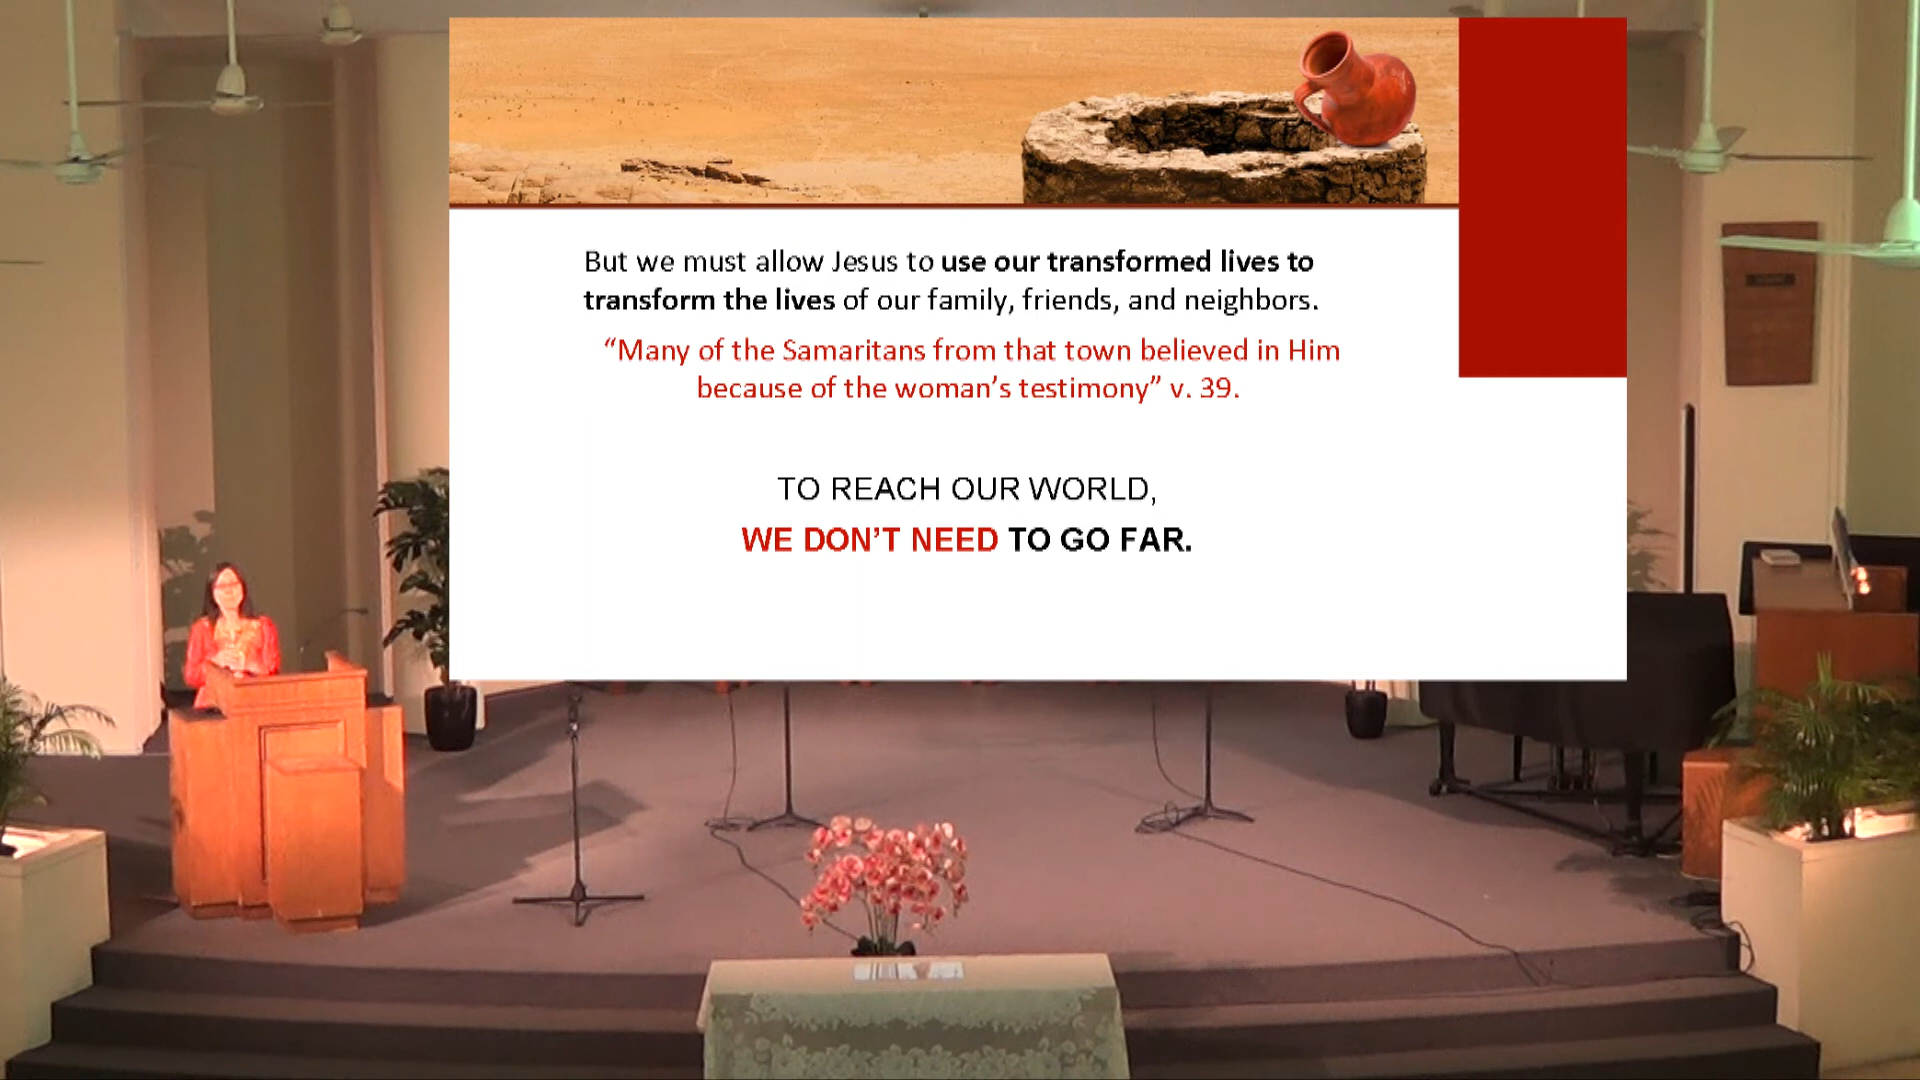 But we must allow Jesus to use our transformed lives to
transform the lives of our family, friends, and neighbors.
“Many of the Samaritans from that town believed in Him
because of the woman’s testimony” v. 39.
TO REACH OUR WORLD,
WE DON’T NEED TO GO FAR.